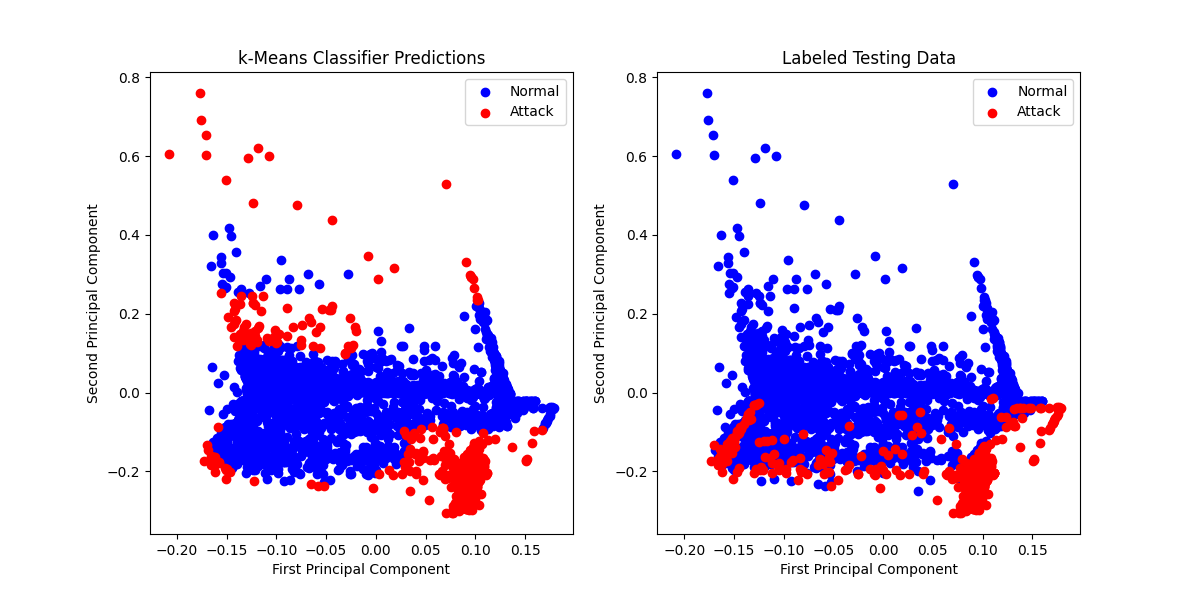 k-Means Classifier Predictions
Normal
Attack
0.8
0.6
0.4
0.2
0.0
−0.2
Second Principal Component
−0.20 −0.15 −0.10 −0.05 0.00 0.05 0.10 0.15
First Principal Component
Labeled Testing Data
Normal
Attack
0.8
0.6
0.4
0.2
0.0
−0.2
Second Principal Component
−0.20 −0.15 −0.10 −0.05 0.00 0.05 0.10 0.15
First Principal Component